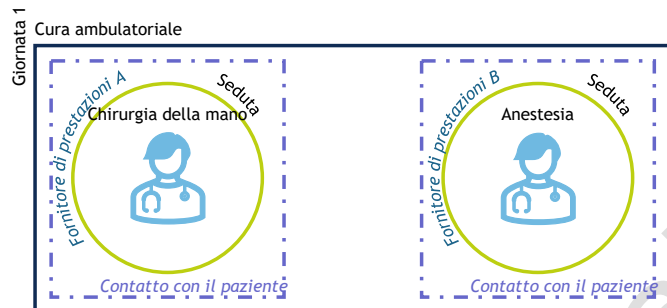 Giornata 1
Cura ambulatoriale
Fornitore di prestazioni A
Seduta
Chirurgia della mano
Contatto con il paziente
Fornitore di prestazioni B
Seduta
Anestesia
Contatto con il paziente